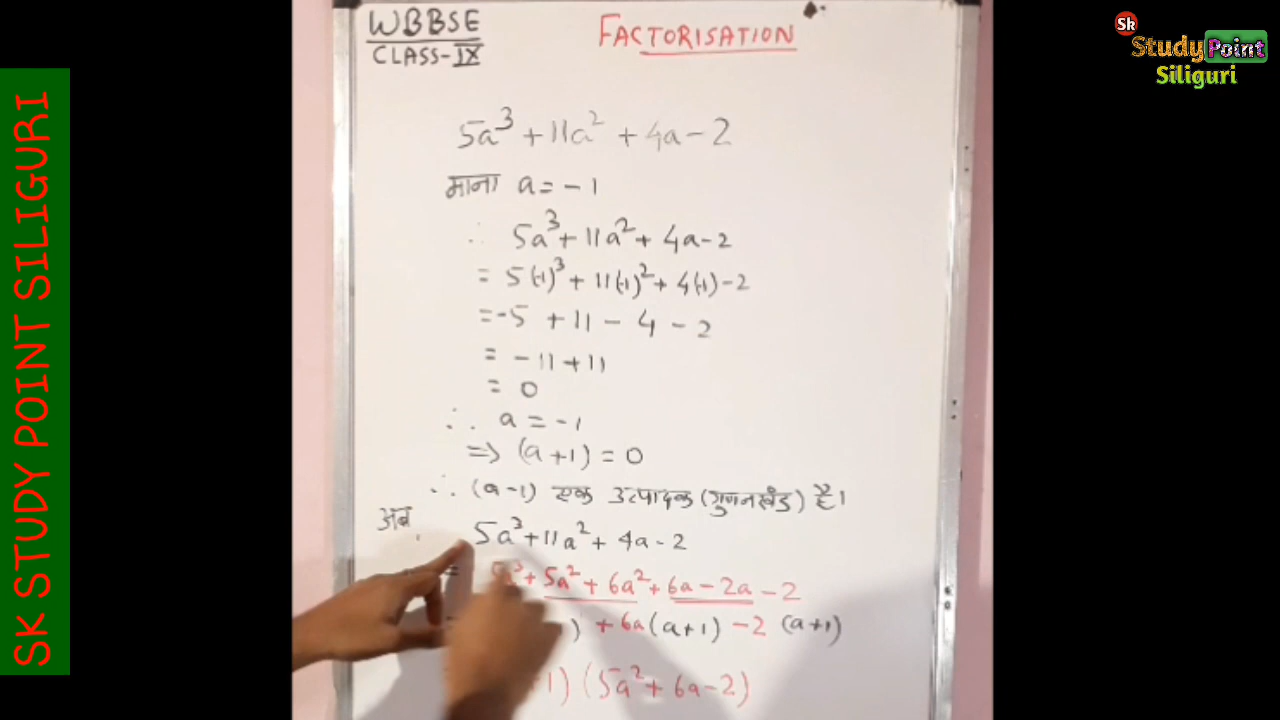 SK STUDY POINT SILIGURI
WBBSE
CLASS-IX
FACTORISATION
Sk
Study Point
Siliguri
5a³ + 11a² + 4a - 2
माना a = -1
∴ 5a³ + 11a² + 4a - 2
= 5(-1)³ + 11(-1)² + 4(-1) - 2
= -5 + 11 - 4 - 2
= -11 + 11
= 0
∴ a = -1
⇒ (a+1) = 0
∴ (a-1) एक उत्पादक (गुणनखंड) है।
अब, 5a³ + 11a² + 4a - 2
= ³ + 5a² + 6a² + 6a - 2a - 2
) + 6a (a+1) - 2 (a+1)
1) (5a² + 6a - 2)